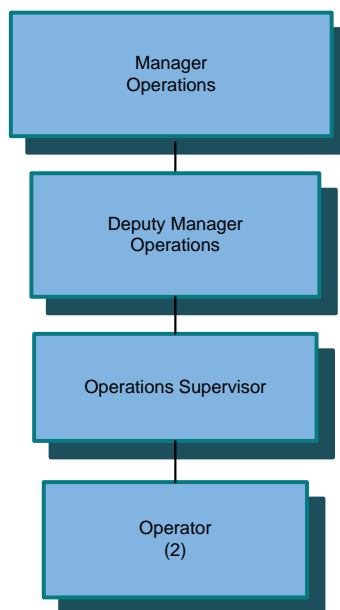 Manager
Operations
Deputy Manager
Operations
Operations Supervisor
Operator
(2)